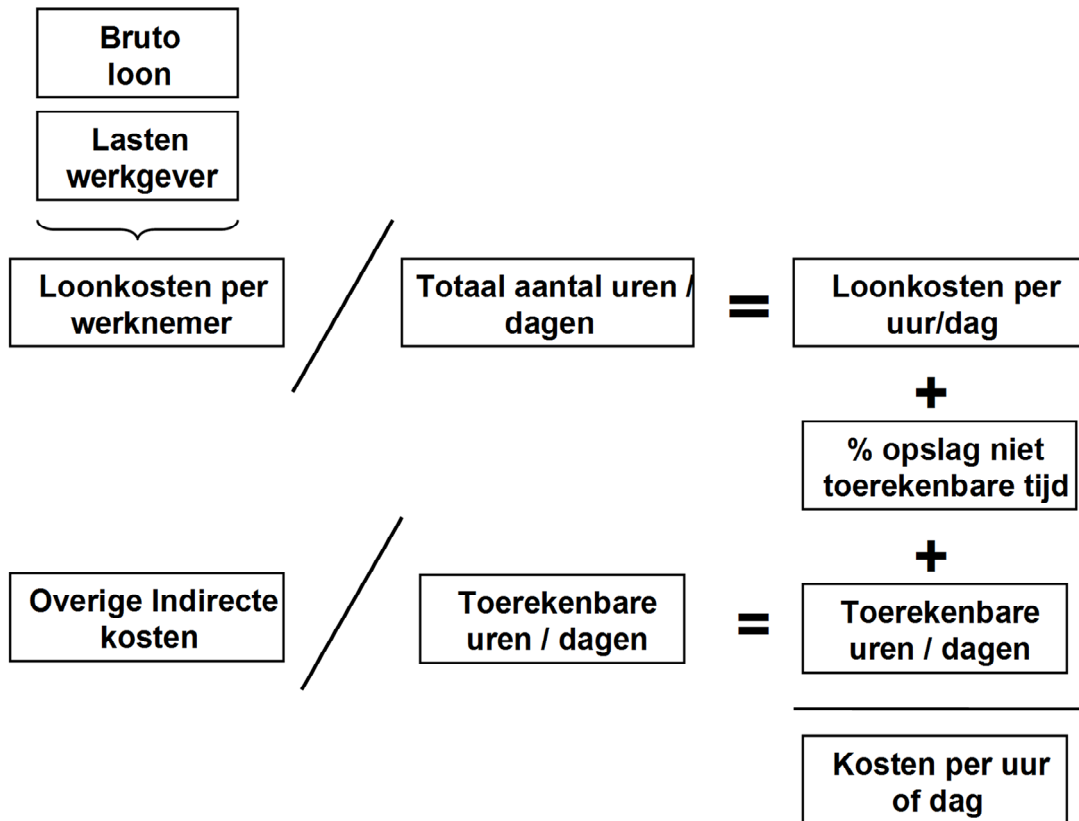 Bruto
loon
Lasten
werkgever
Loonkosten per
werknemer
/
Totaal aantal uren /
dagen
=
Loonkosten per
uur/dag
+
% opslag niet
toerekenbare tijd
+
Overige Indirecte
kosten
/
Toerekenbare
uren / dagen
=
Toerekenbare
uren / dagen
Kosten per uur
of dag